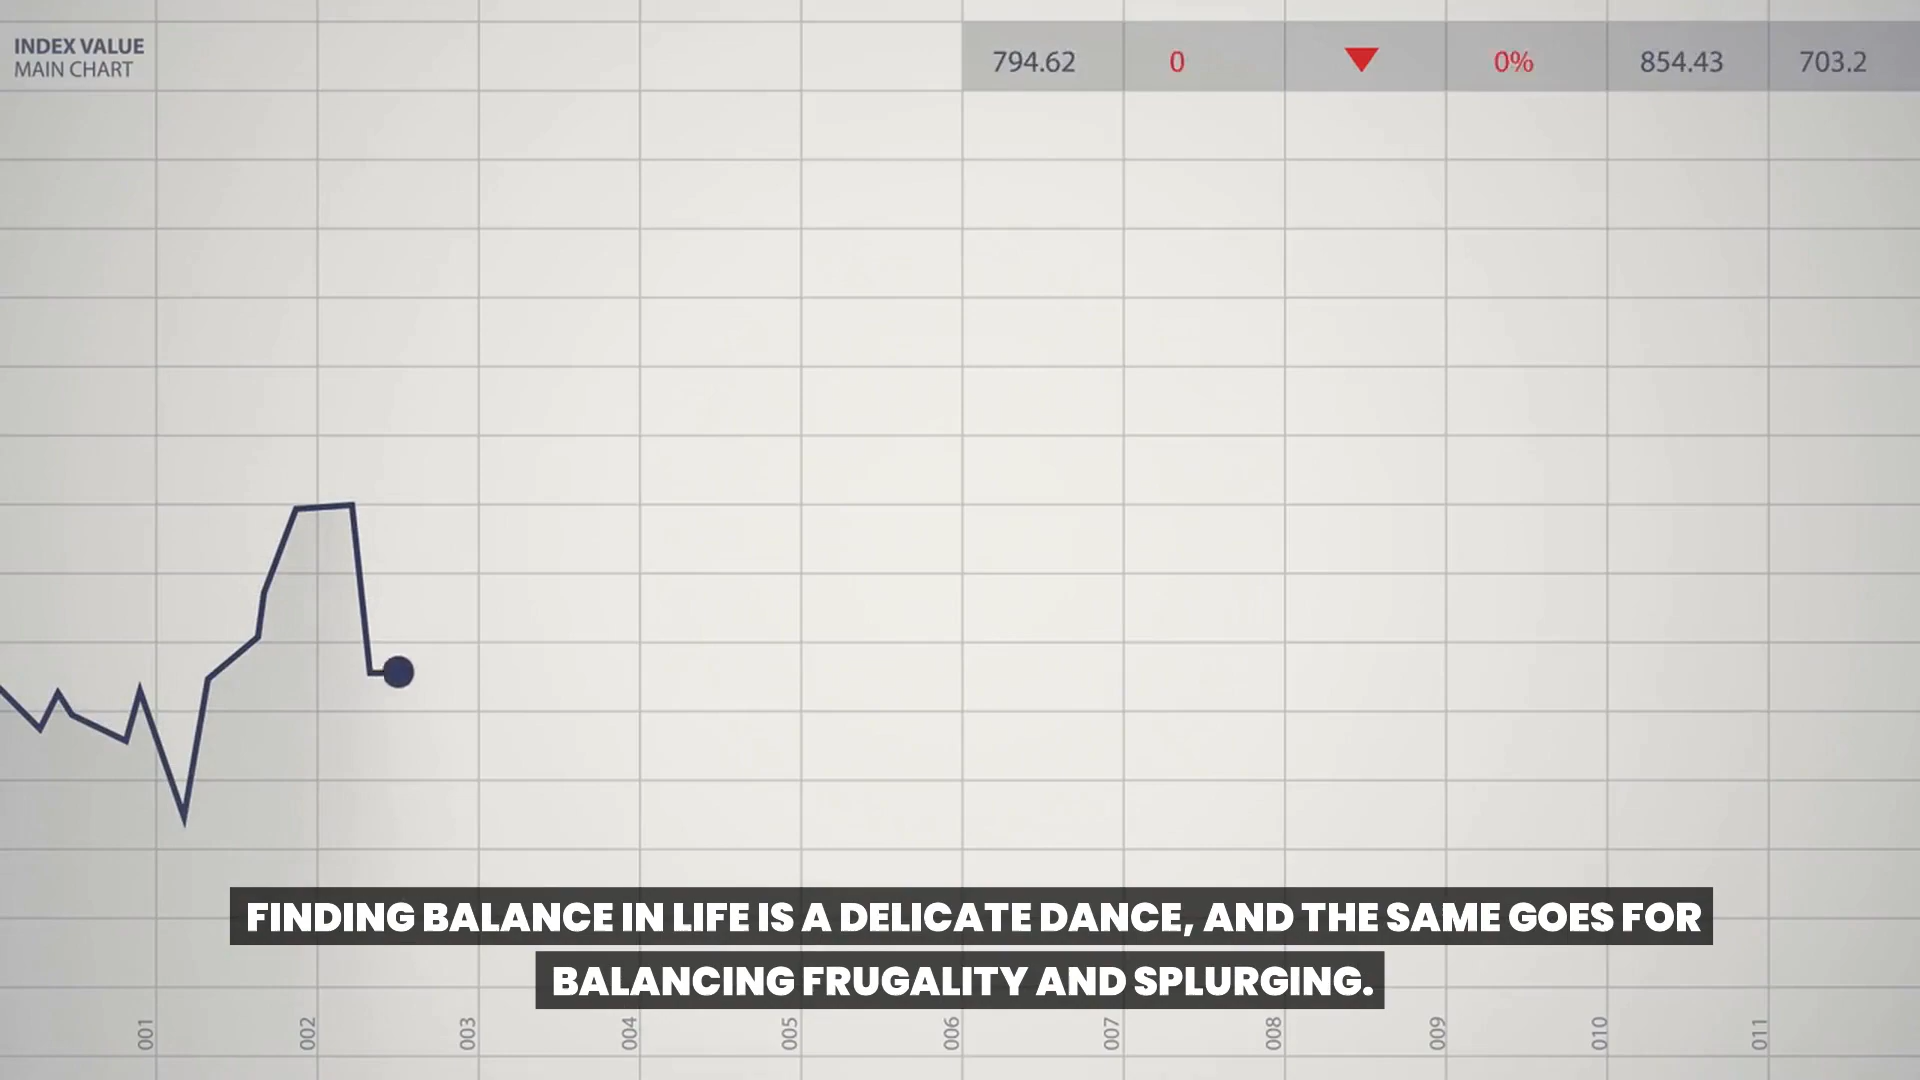 INDEX VALUE
MAIN CHART
794.62 0 0% 854.43 703.2
FINDING BALANCE IN LIFE IS A DELICATE DANCE, AND THE SAME GOES FOR
BALANCING FRUGALITY AND SPLURGING.
001 002 003 004 005 006 007 008 009 010 011